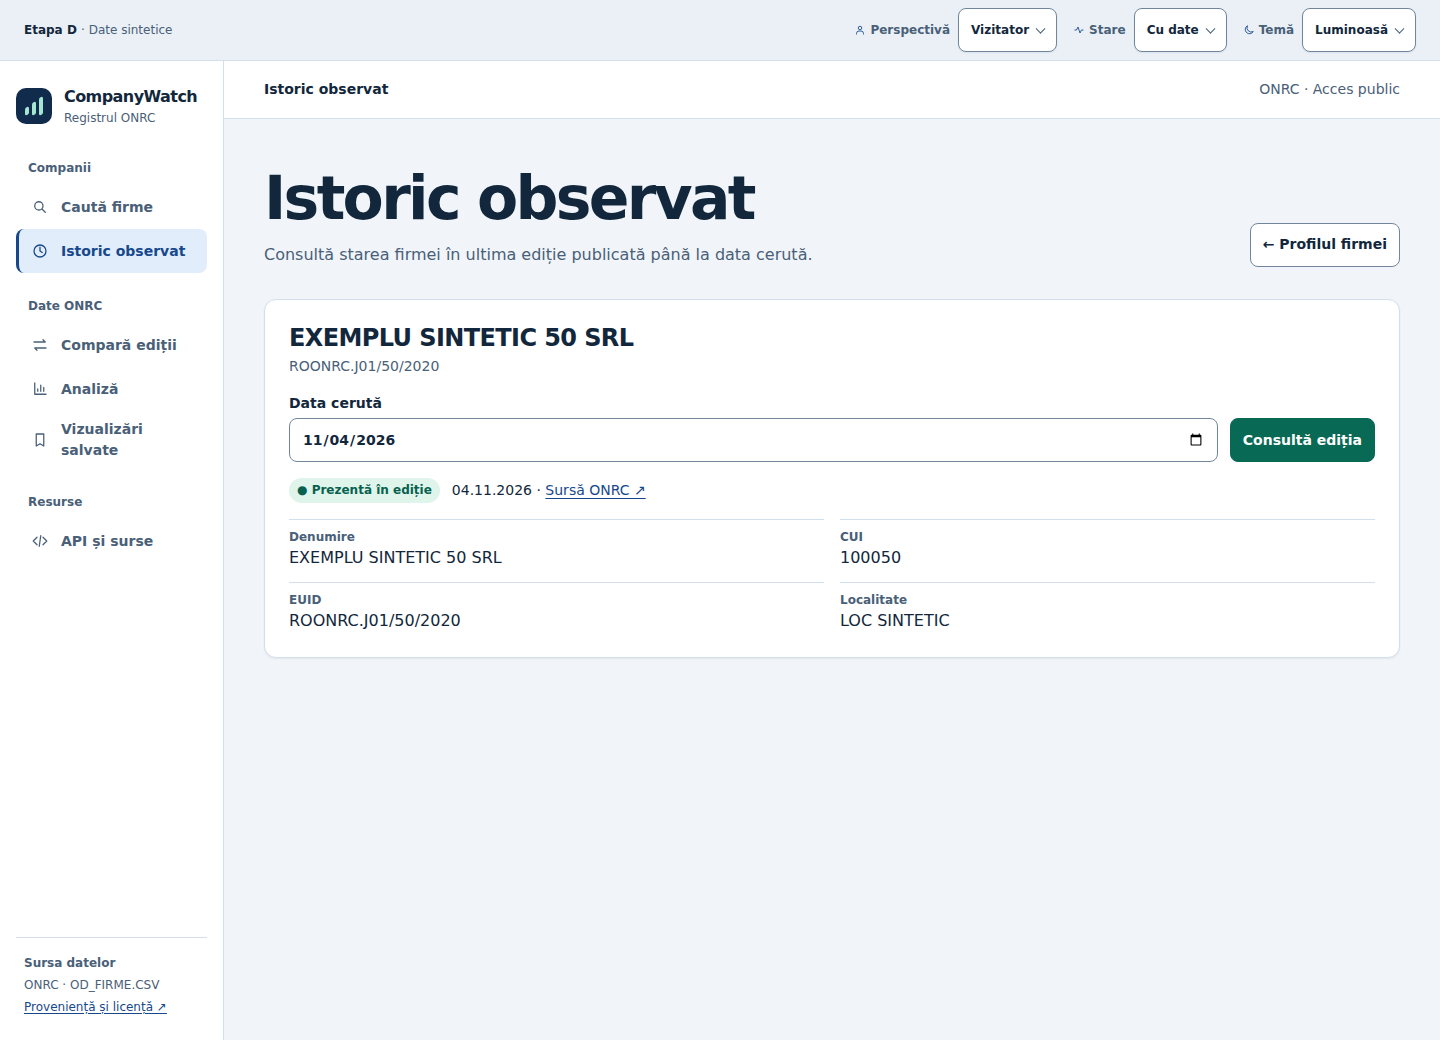 Etapa D · Date sintetice
Perspectivă
Vizitator
Stare
Cu date
Temă
Luminoasă
CompanyWatch
Registrul ONRC
Companii
Caută firme
Istoric observat
Date ONRC
Compară ediții
Analiză
Vizualizări
salvate
Resurse
API și surse
Sursa datelor
ONRC · OD_FIRME.CSV
Proveniență și licență ↗
Istoric observat
ONRC · Acces public
Istoric observat
Consultă starea firmei în ultima ediție publicată până la data cerută.
← Profilul firmei
EXEMPLU SINTETIC 50 SRL
ROONRC.J01/50/2020
Data cerută
11/04/2026
Consultă ediția
● Prezentă în ediție
04.11.2026 · Sursă ONRC ↗
Denumire
EXEMPLU SINTETIC 50 SRL
CUI
100050
EUID
ROONRC.J01/50/2020
Localitate
LOC SINTETIC